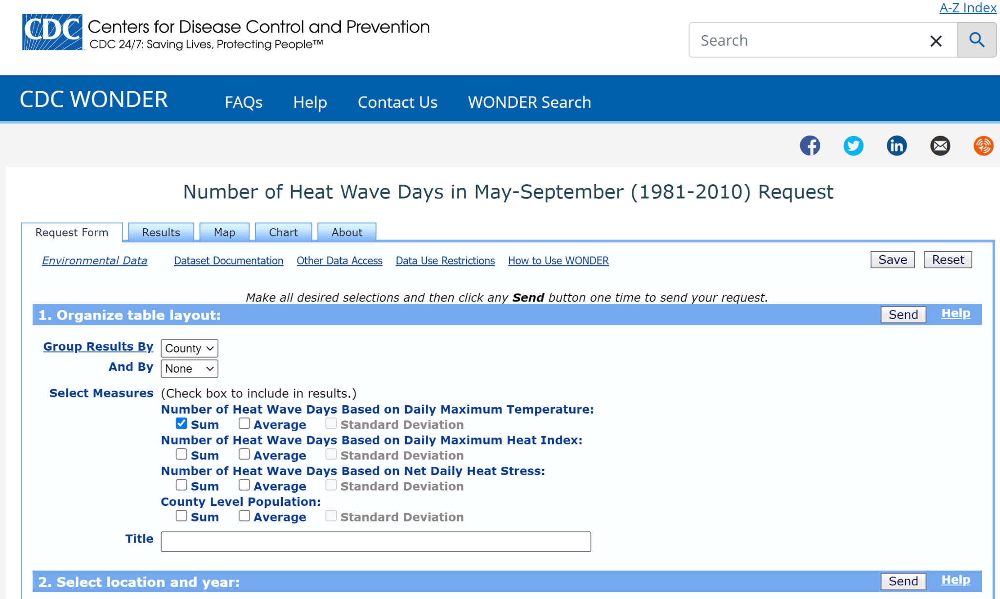 A-Z Index
CDC Centers for Disease Control and Prevention
CDC 24/7: Saving Lives, Protecting People™
Search
CDC WONDER FAQs Help Contact Us WONDER Search
Number of Heat Wave Days in May-September (1981-2010) Request
Request Form Results Map Chart About
Environmental Data Dataset Documentation Other Data Access Data Use Restrictions How to Use WONDER Save Reset
Make all desired selections and then click any Send button one time to send your request.
1. Organize table layout: Send Help
Group Results By County
And By None
Select Measures (Check box to include in results.)
Number of Heat Wave Days Based on Daily Maximum Temperature:
Sum Average Standard Deviation
Number of Heat Wave Days Based on Daily Maximum Heat Index:
Sum Average Standard Deviation
Number of Heat Wave Days Based on Net Daily Heat Stress:
Sum Average Standard Deviation
County Level Population:
Sum Average Standard Deviation
Title
2. Select location and year: Send Help